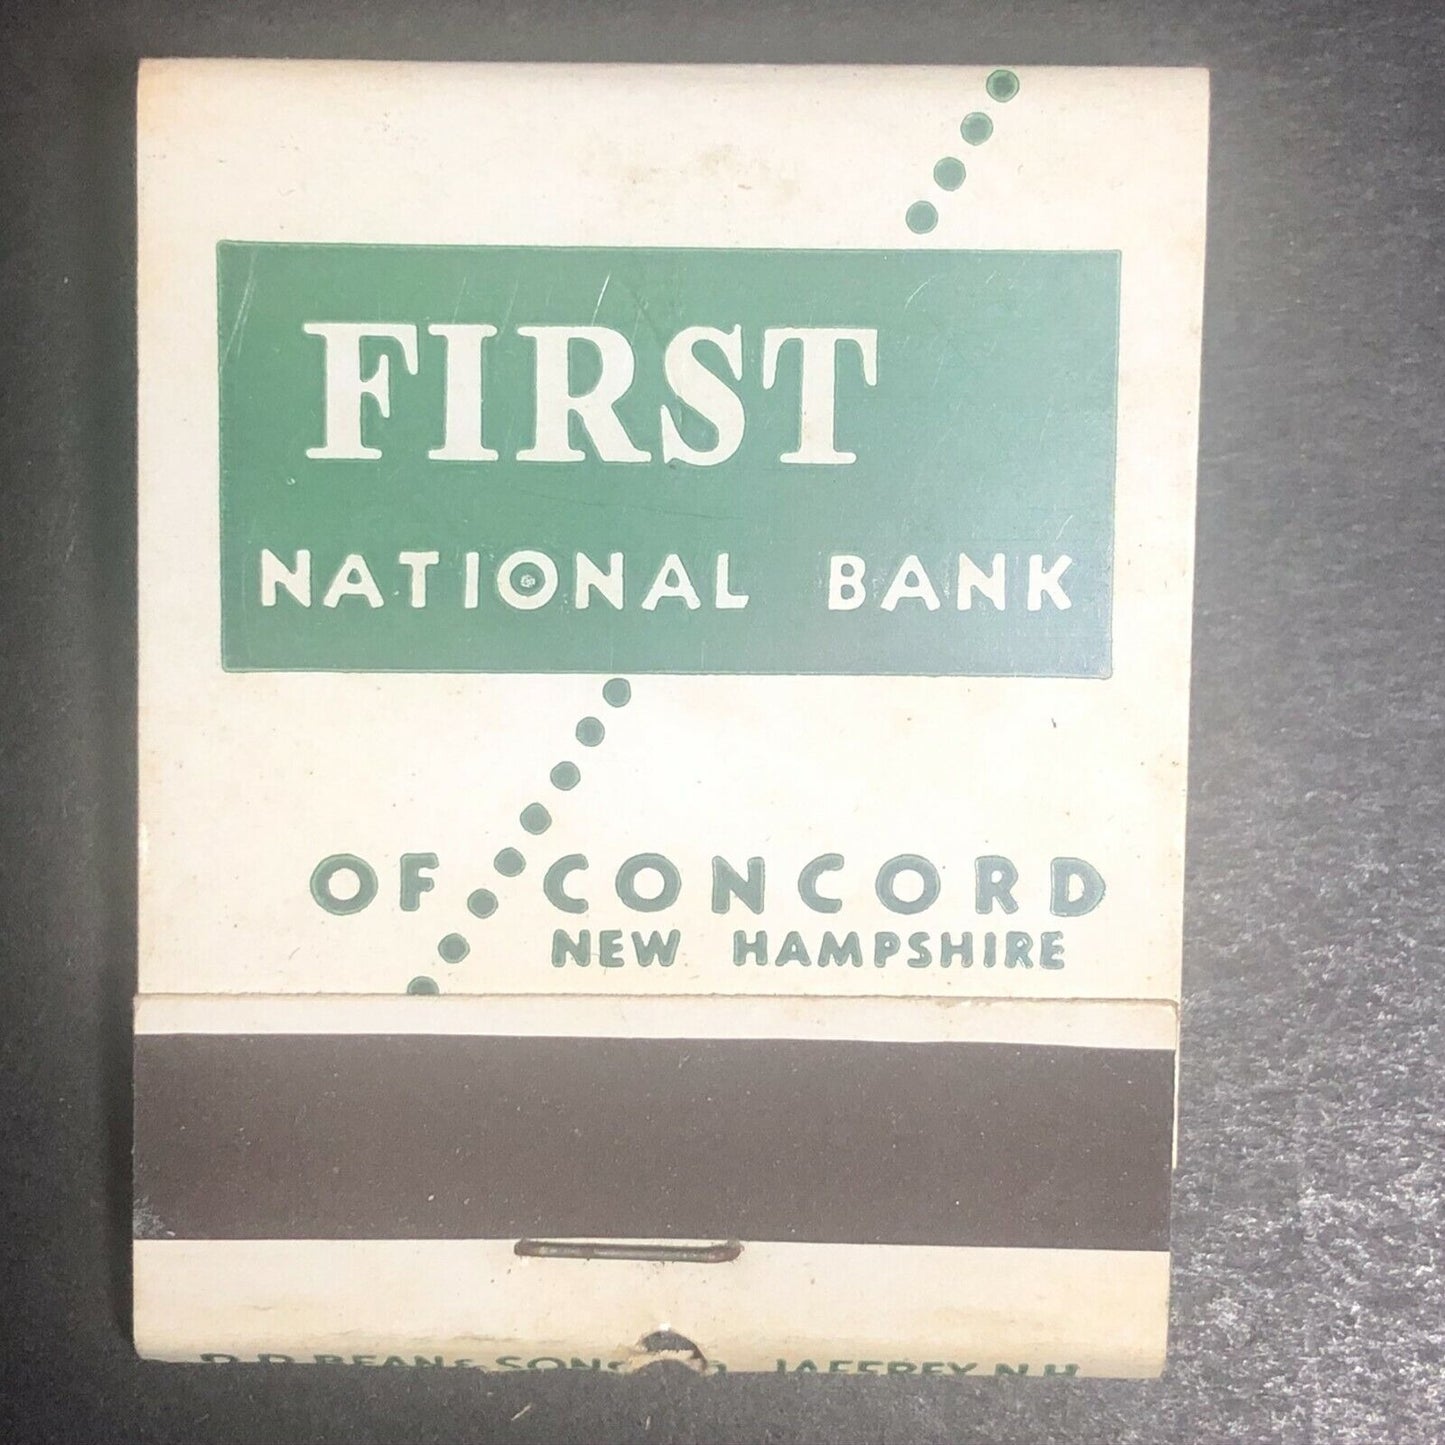 FIRST
NATIONAL BANK
OF CONCORD
NEW HAMPSHIRE
D.D. BEAN & SONS JAFFREY N.H.